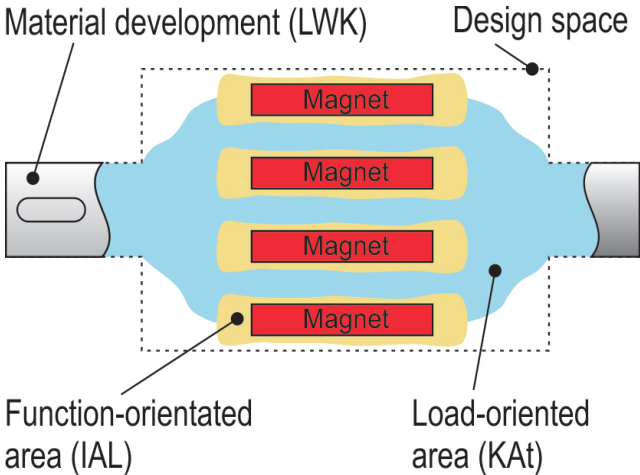 Material development (LWK)
Design space
Magnet
Magnet
Magnet
Magnet
Function-orientated
area (IAL)
Load-oriented
area (KAt)